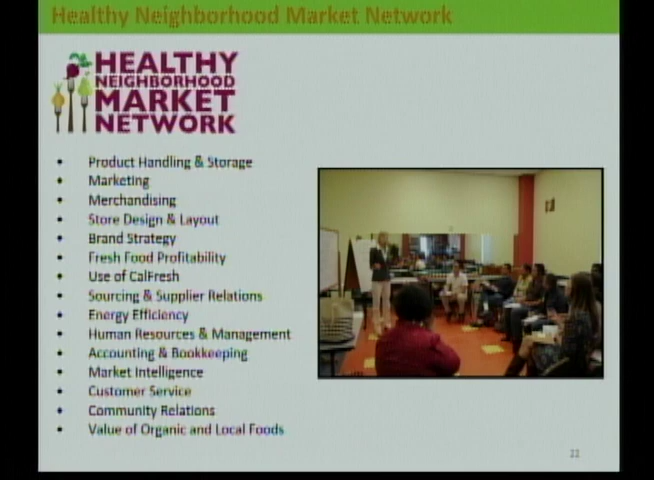 Healthy Neighborhood Market Network
HEALTHY
NEIGHBORHOOD
MARKET
NETWORK
• Product Handling & Storage
• Marketing
• Merchandising
• Store Design & Layout
• Brand Strategy
• Fresh Food Profitability
• Use of CalFresh
• Sourcing & Supplier Relations
• Energy Efficiency
• Human Resources & Management
• Accounting & Bookkeeping
• Market Intelligence
• Customer Service
• Community Relations
• Value of Organic and Local Foods
22